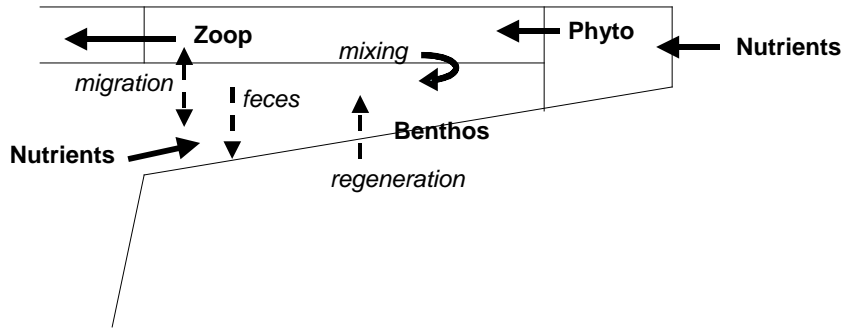 Zoop
Phyto
mixing
Nutrients
migration
feces
Benthos
Nutrients
regeneration